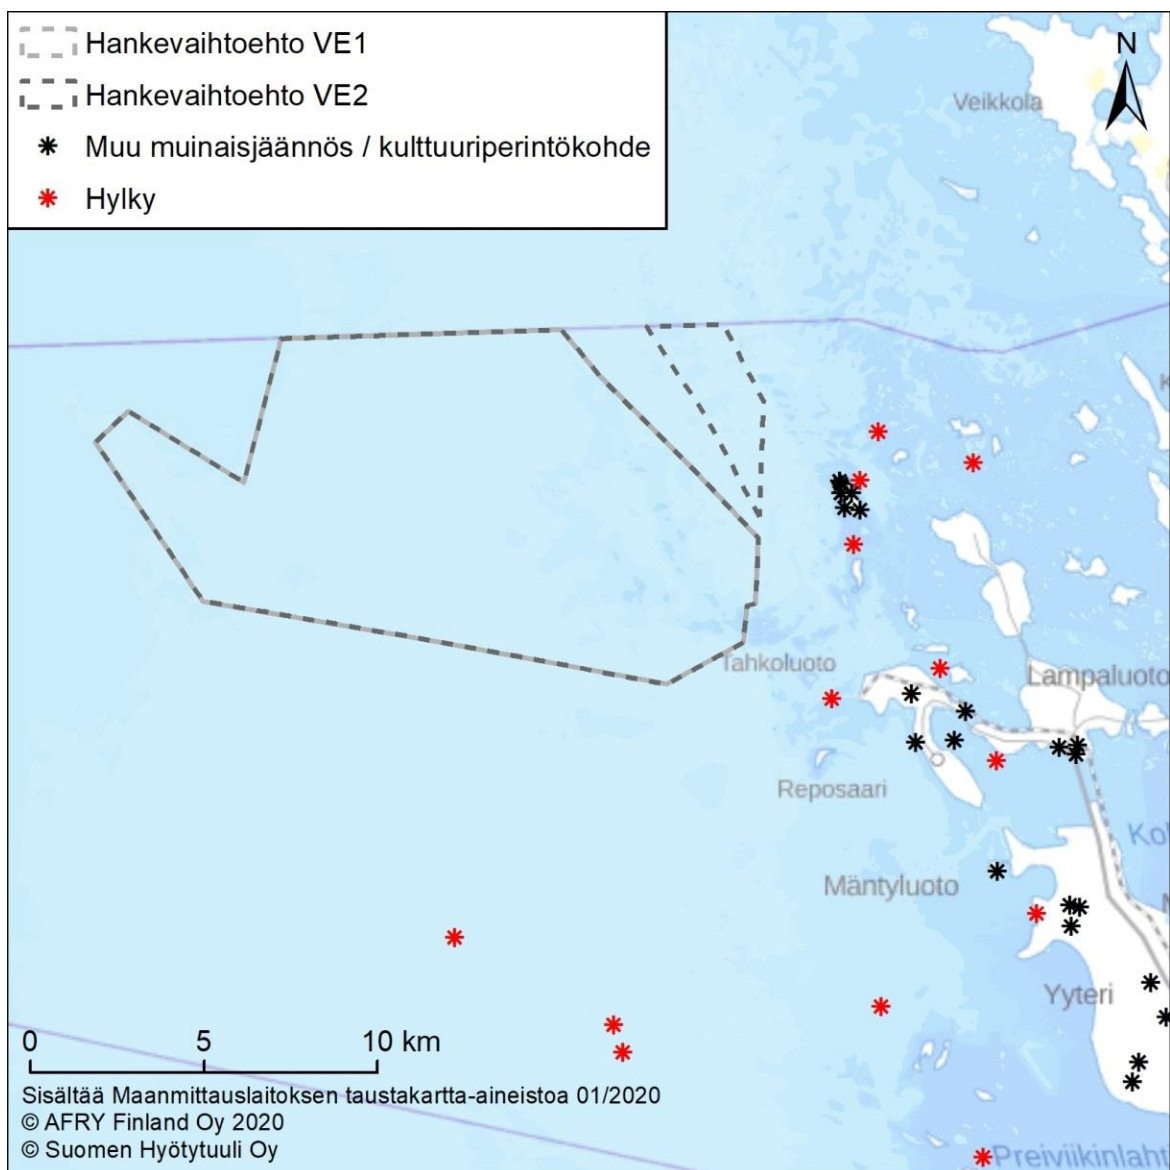 Hankevaihtoehto VE1
Hankevaihtoehto VE2
Muu muinaisjäännös / kulttuuriperintökohde
Hylky
N
Veikkola
K
Tahkoluoto
Lampaluoto
Reposaari
Mäntyluoto
Yyteri
Preiviikinlaht
0 5 10 km
Sisältää Maanmittauslaitoksen taustakartta-aineistoa 01/2020
© AFRY Finland Oy 2020
© Suomen Hyötytuuli Oy